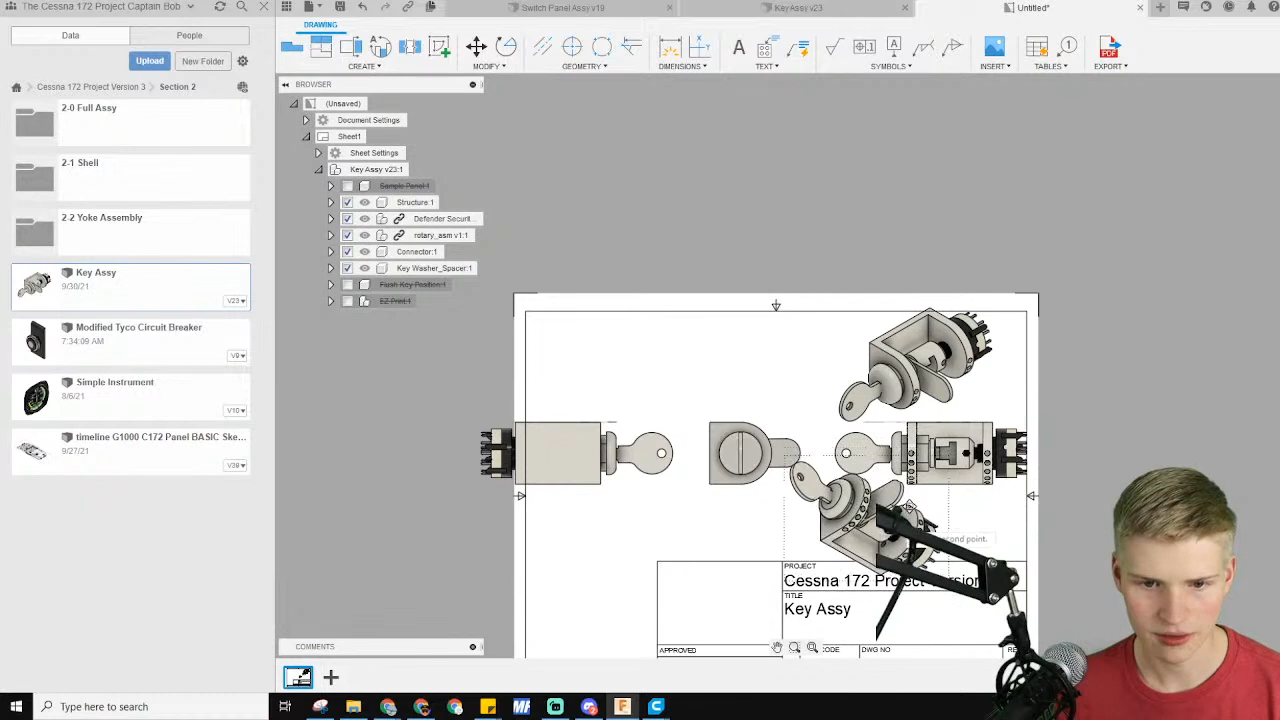 The Cessna 172 Project Captain Bob
Switch Panel Assy v19
Key Assy v23
Untitled*
Data
People
DRAWING
Upload
New Folder
CREATE
MODIFY
GEOMETRY
DIMENSIONS
TEXT
SYMBOLS
INSERT
TABLES
EXPORT
Cessna 172 Project Version 3
Section 2
BROWSER
(Unsaved)
Document Settings
Sheet1
Sheet Settings
Key Assy v23:1
Sample Panel:1
Structure:1
Defender Securit...
rotary_asm v1:1
Connector:1
Key Washer_Spacer:1
Flush Key Position:1
EZ Print:1
2-0 Full Assy
2-1 Shell
2-2 Yoke Assembly
Key Assy
9/30/21
V23
Modified Tyco Circuit Breaker
7:34:09 AM
V9
Simple Instrument
8/6/21
V10
timeline G1000 C172 Panel BASIC Ske...
9/27/21
V39
second point.
PROJECT
Cessna 172 Project Version
TITLE
Key Assy
APPROVED
CODE
DWG NO
COMMENTS
Type here to search